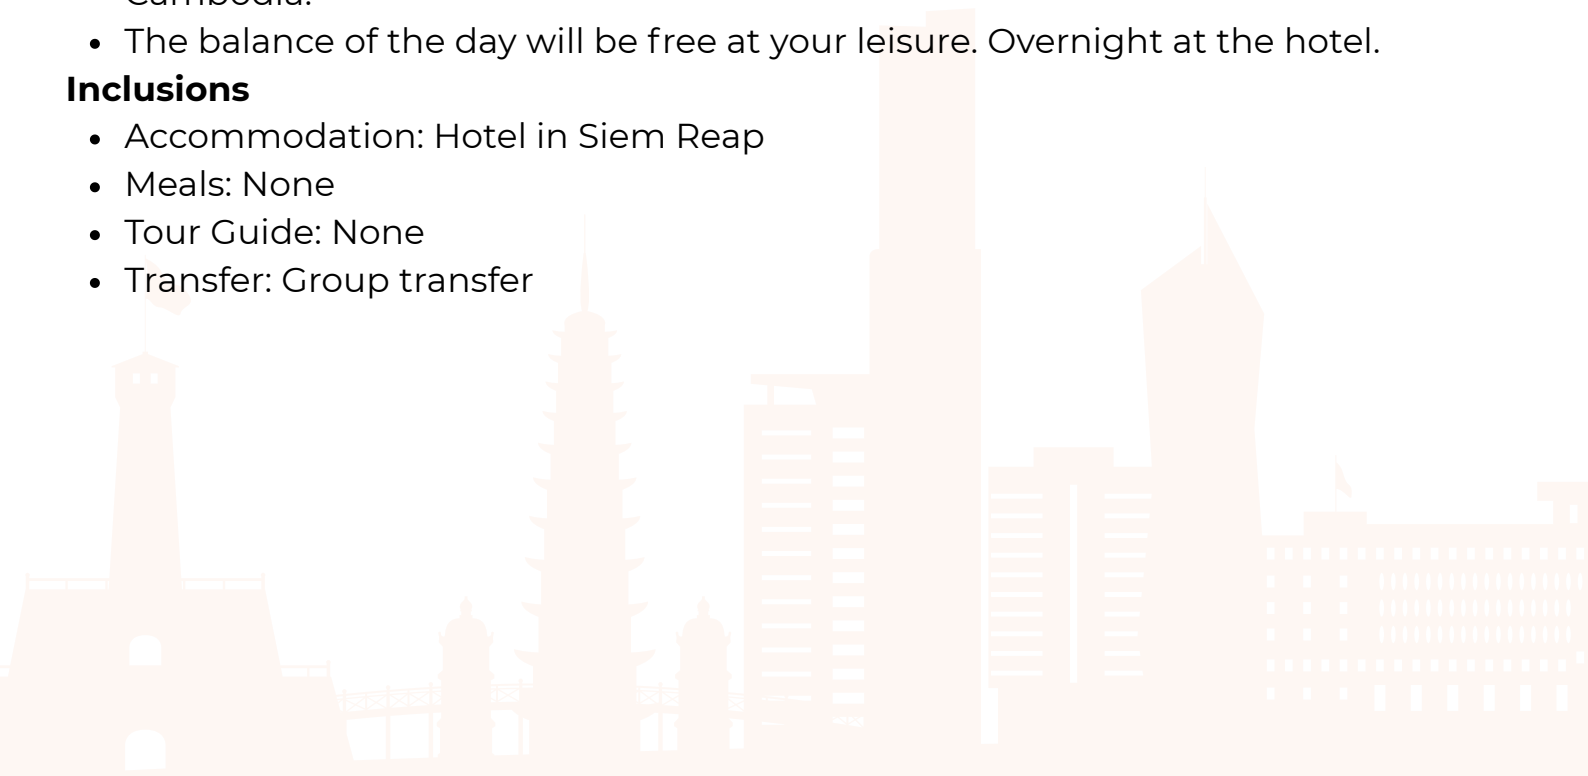 Cambodia.
• The balance of the day will be free at your leisure. Overnight at the hotel.
Inclusions
• Accommodation: Hotel in Siem Reap
• Meals: None
• Tour Guide: None
• Transfer: Group transfer